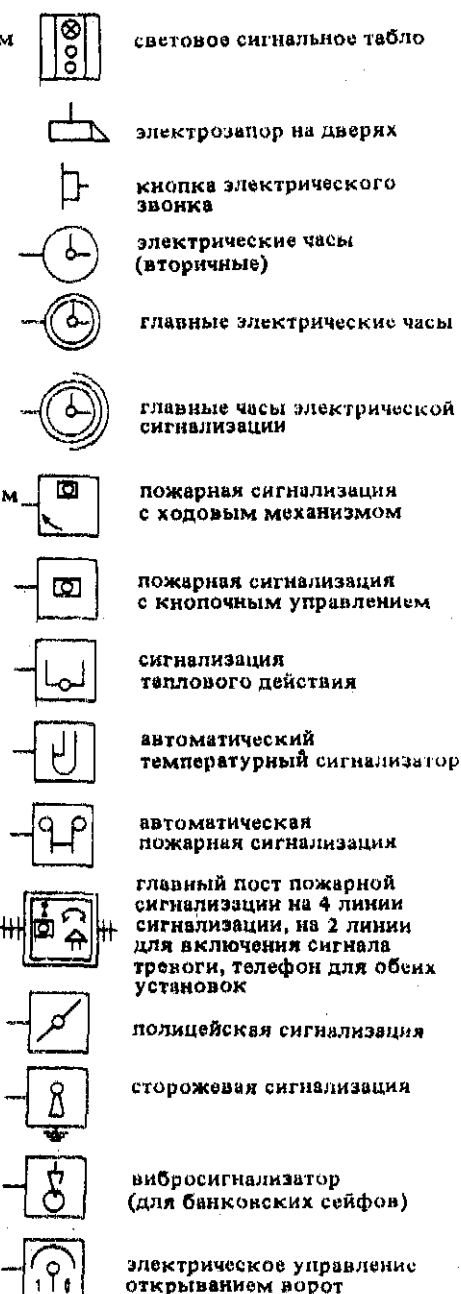 м
световое сигнальное табло
электрозапор на дверях
кнопка электрического
звонка
электрические часы
(вторичные)
главные электрические часы
главные часы электрической
сигнализации
м
пожарная сигнализация
с ходовым механизмом
пожарная сигнализация
с кнопочным управлением
сигнализация
теплового действия
автоматический
температурный сигнализатор
автоматическая
пожарная сигнализация
главный пост пожарной
сигнализации на 4 линии
сигнализации, на 2 линии
для включения сигнала
тревоги, телефон для обеих
установок
полицейская сигнализация
сторожевая сигнализация
вибросигнализатор
(для банковских сейфов)
электрическое управление
открыванием ворот